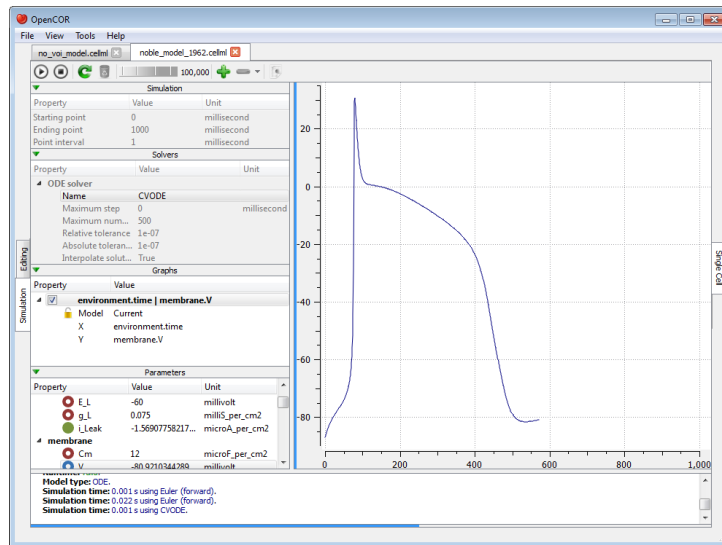 OpenCOR
File View Tools Help
no_voi_model.cellml noble_model_1962.cellml
100,000
Simulation
Property Value Unit
Starting point 0 millisecond
Ending point 1000 millisecond
Point interval 1 millisecond
Solvers
Property Value Unit
ODE solver
Name CVODE
Maximum step 0 millisecond
Maximum num... 500
Relative tolerance 1e-07
Absolute toleran... 1e-07
Interpolate solut... True
Graphs
Property Value
environment.time | membrane.V
Model Current
X environment.time
Y membrane.V
Parameters
Property Value Unit
E_L -60 millivolt
g_L 0.075 milliS_per_cm2
i_Leak -1.56907758217... microA_per_cm2
membrane
Cm 12 microF_per_cm2
V -80.9210344289 millivolt
Model type: ODE.
Simulation time: 0.001 s using Euler (forward).
Simulation time: 0.022 s using Euler (forward).
Simulation time: 0.001 s using CVODE.
Editing
Simulation
20
0
-20
-40
-60
-80
0 200 400 600 800 1,000
Single Cell